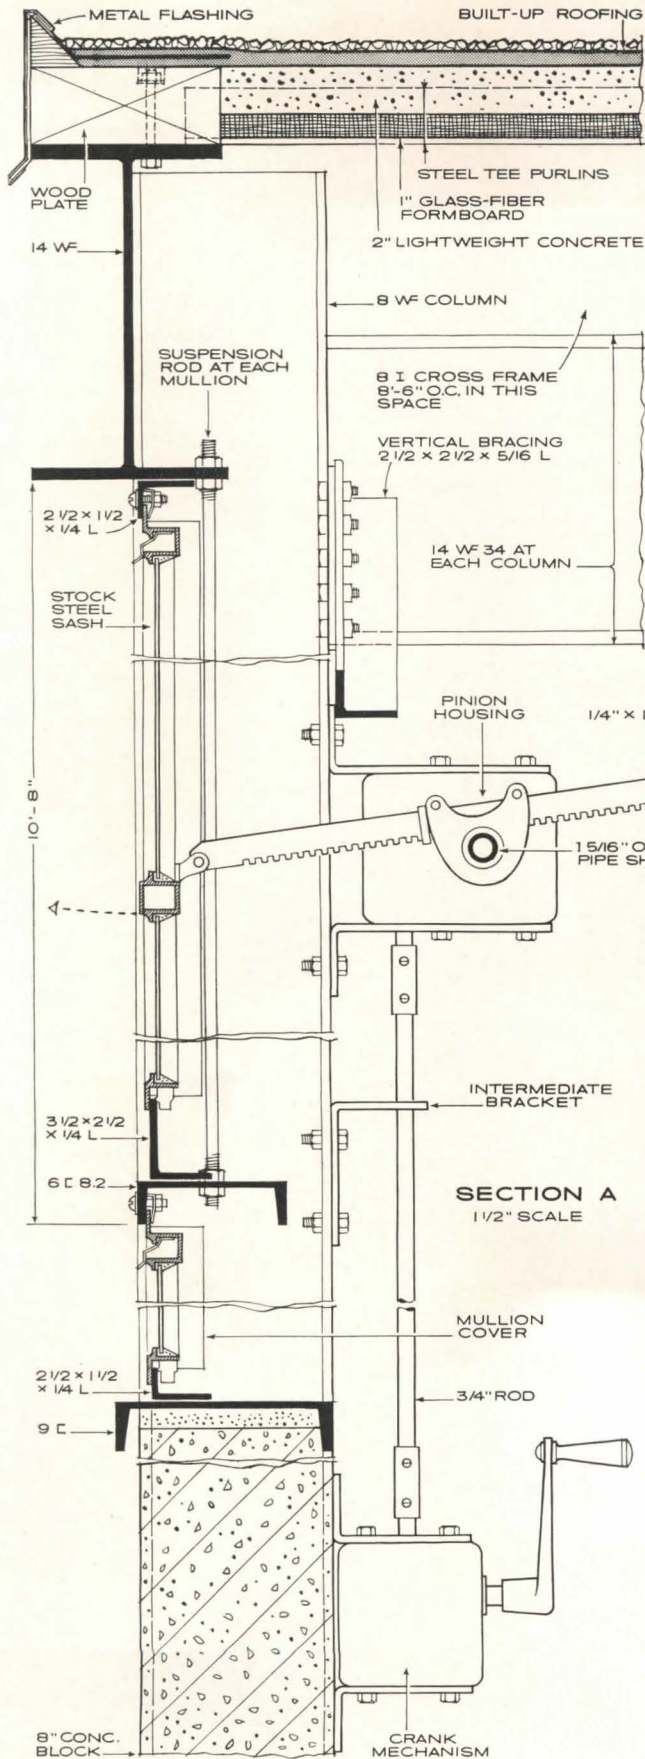 METAL FLASHING
BUILT-UP ROOFING
WOOD
PLATE
STEEL TEE PURLINS
1" GLASS-FIBER
FORMBOARD
2" LIGHTWEIGHT CONCRETE
14 WF
8 WF COLUMN
SUSPENSION
ROD AT EACH
MULLION
8 I CROSS FRAME
8'-6" O.C. IN THIS
SPACE
VERTICAL BRACING
2 1/2 × 2 1/2 × 5/16 L
2 1/2 × 1 1/2
× 1/4 L
14 WF 34 AT
EACH COLUMN
STOCK
STEEL
SASH
PINION
HOUSING
1/4" ×
10'-8"
1 5/16" O
PIPE SH
4
INTERMEDIATE
BRACKET
3 1/2 × 2 1/2
× 1/4 L
6 [ 8.2
SECTION A
1 1/2" SCALE
MULLION
COVER
2 1/2 × 1 1/2
× 1/4 L
3/4" ROD
9 [
8" CONC.
BLOCK
CRANK
MECHANISM